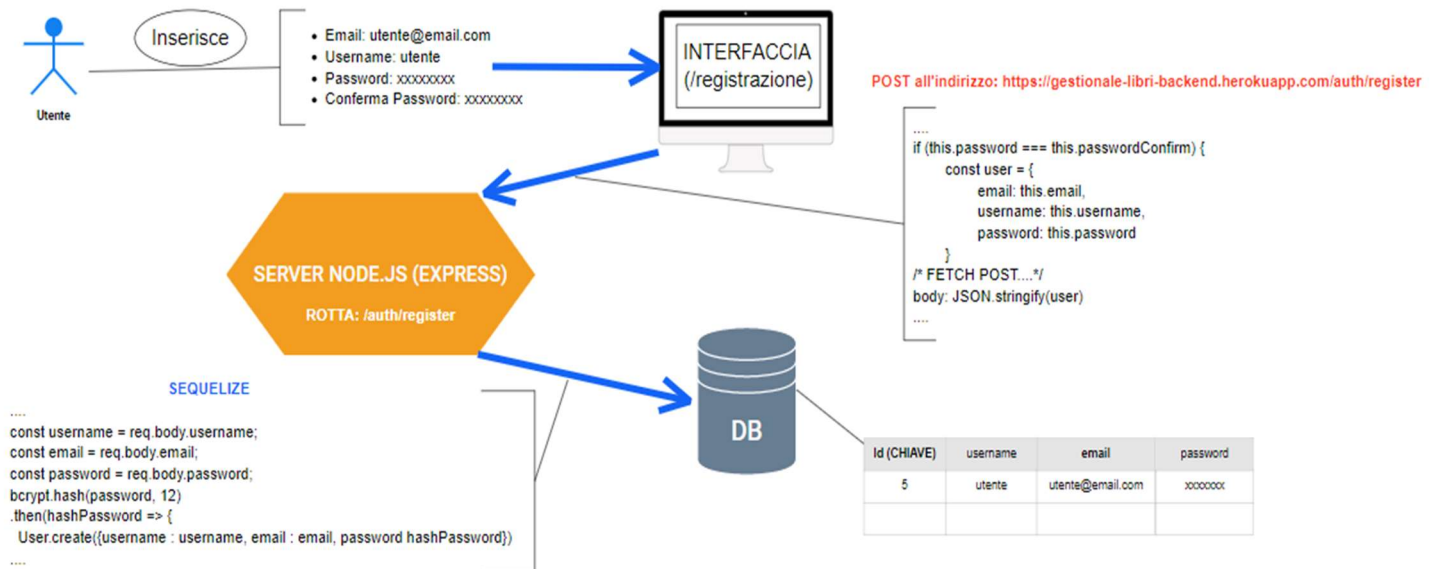 Inserisce
Utente
Email: utente@email.com
Username: utente
Password: xxxxxxxx
Conferma Password: xxxxxxxx
INTERFACCIA
(/registrazione)
POST all'indirizzo: https://gestionale-libri-backend.herokuapp.com/auth/register
....
if (this.password === this.passwordConfirm) {
const user = {
email: this.email,
username: this.username,
password: this.password
}
/* FETCH POST....*/
body: JSON.stringify(user)
....
SERVER NODE.JS (EXPRESS)
ROTTA: /auth/register
SEQUELIZE
....
const username = req.body.username;
const email = req.body.email;
const password = req.body.password;
bcrypt.hash(password, 12)
.then(hashPassword => {
User.create({username : username, email : email, password hashPassword})
....
DB
Id (CHIAVE) username email password
5 utente utente@email.com xxxxxxxx